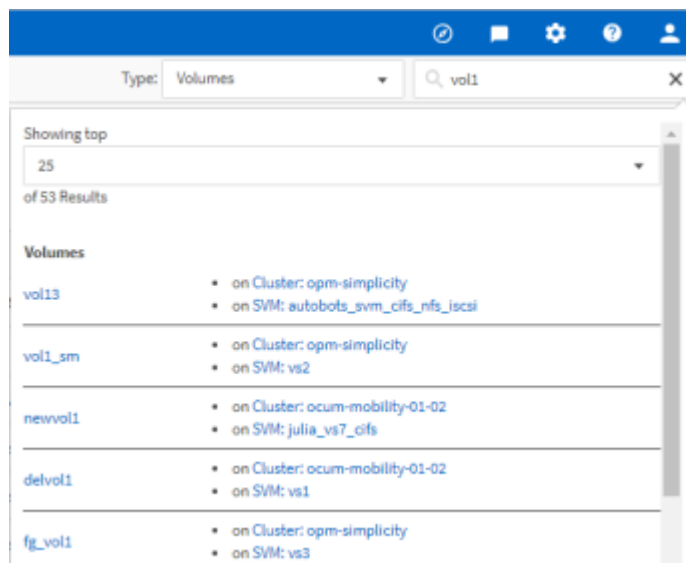 Type: Volumes vol1
Showing top
25
of 53 Results
Volumes
vol13
on Cluster: opm-simplicity
on SVM: autobots_svm_cifs_nfs_iscsi
vol1_sm
on Cluster: opm-simplicity
on SVM: vs2
newvol1
on Cluster: ocum-mobility-01-02
on SVM: julia_vs7_cifs
delvol1
on Cluster: ocum-mobility-01-02
on SVM: vs1
fg_vol1
on Cluster: opm-simplicity
on SVM: vs3